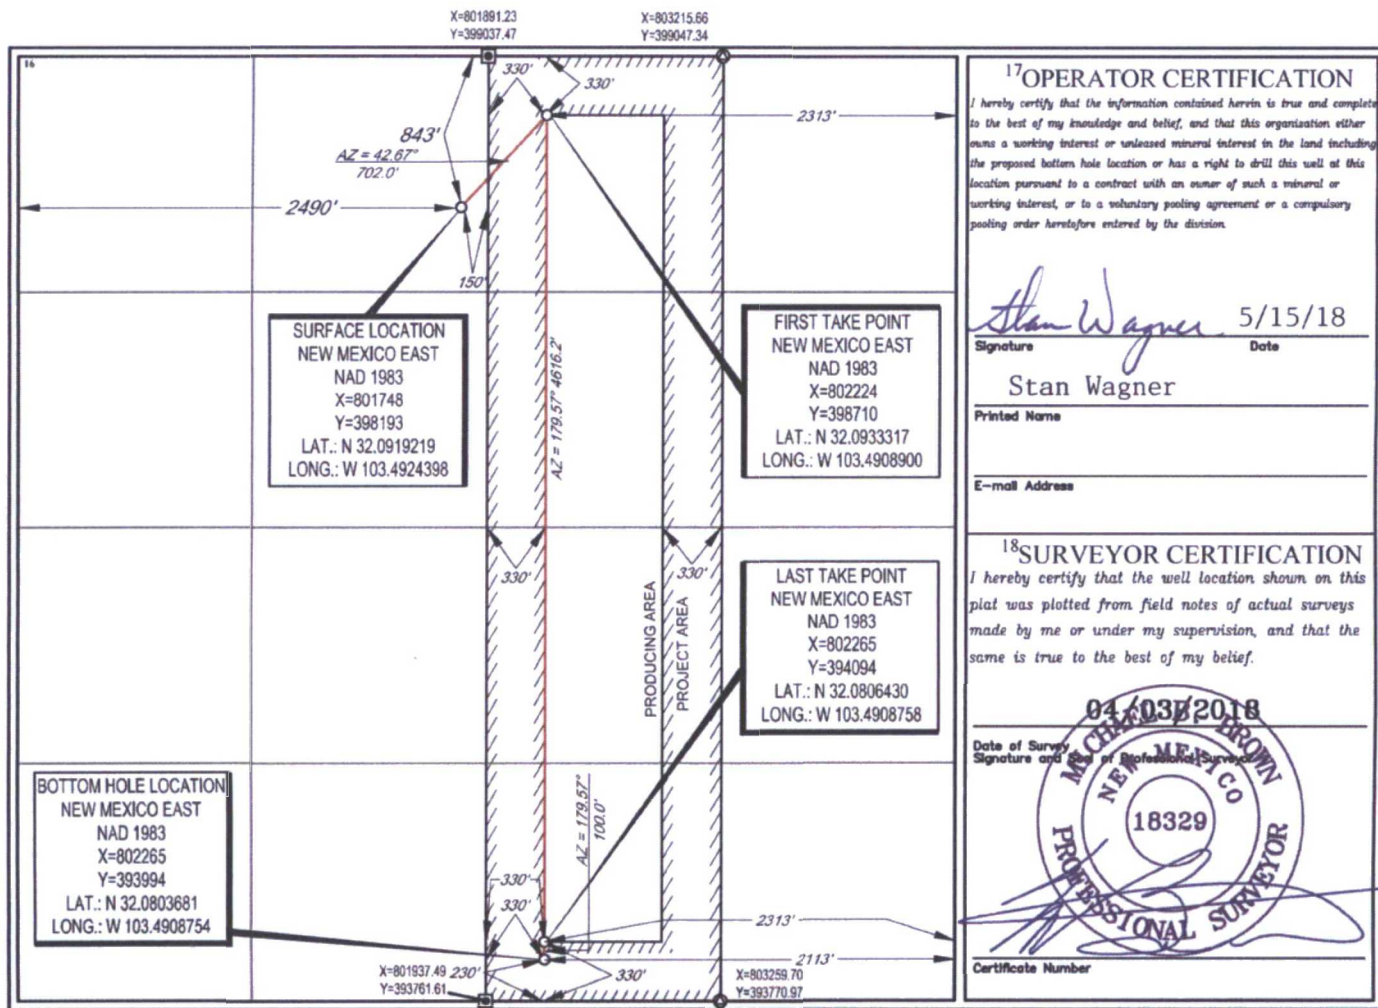 X=801891.23
Y=399037.47
X=803215.66
Y=399047.34
16
330'
330'
2313'
843'
AZ = 42.67°
702.0'
2490'
150'
SURFACE LOCATION
NEW MEXICO EAST
NAD 1983
X=801748
Y=398193
LAT.: N 32.0919219
LONG.: W 103.4924398
AZ = 179.57° 4616.2'
FIRST TAKE POINT
NEW MEXICO EAST
NAD 1983
X=802224
Y=398710
LAT.: N 32.0933317
LONG.: W 103.4908900
330'
330'
PRODUCING AREA
PROJECT AREA
LAST TAKE POINT
NEW MEXICO EAST
NAD 1983
X=802265
Y=394094
LAT.: N 32.0806430
LONG.: W 103.4908758
BOTTOM HOLE LOCATION
NEW MEXICO EAST
NAD 1983
X=802265
Y=393994
LAT.: N 32.0803681
LONG.: W 103.4908754
AZ = 179.57°
100.0'
330'
330'
2313'
2113'
X=801937.49
Y=393761.61
230'
330'
X=803259.70
Y=393770.97
17 OPERATOR CERTIFICATION
I hereby certify that the information contained herein is true and complete
to the best of my knowledge and belief, and that this organization either
owns a working interest or unleased mineral interest in the land including
the proposed bottom hole location or has a right to drill this well at this
location pursuant to a contract with an owner of such a mineral or
working interest, or to a voluntary pooling agreement or a compulsory
pooling order heretofore entered by the division
Stan Wagner 5/15/18
Signature Date
Stan Wagner
Printed Name
E-mail Address
18 SURVEYOR CERTIFICATION
I hereby certify that the well location shown on this
plat was plotted from field notes of actual surveys
made by me or under my supervision, and that the
same is true to the best of my belief.
04/03/2018
Date of Survey
Signature and Seal of Professional Surveyor
MICHAEL B. BROWN
NEW MEXICO
18329
PROFESSIONAL SURVEYOR
Certificate Number